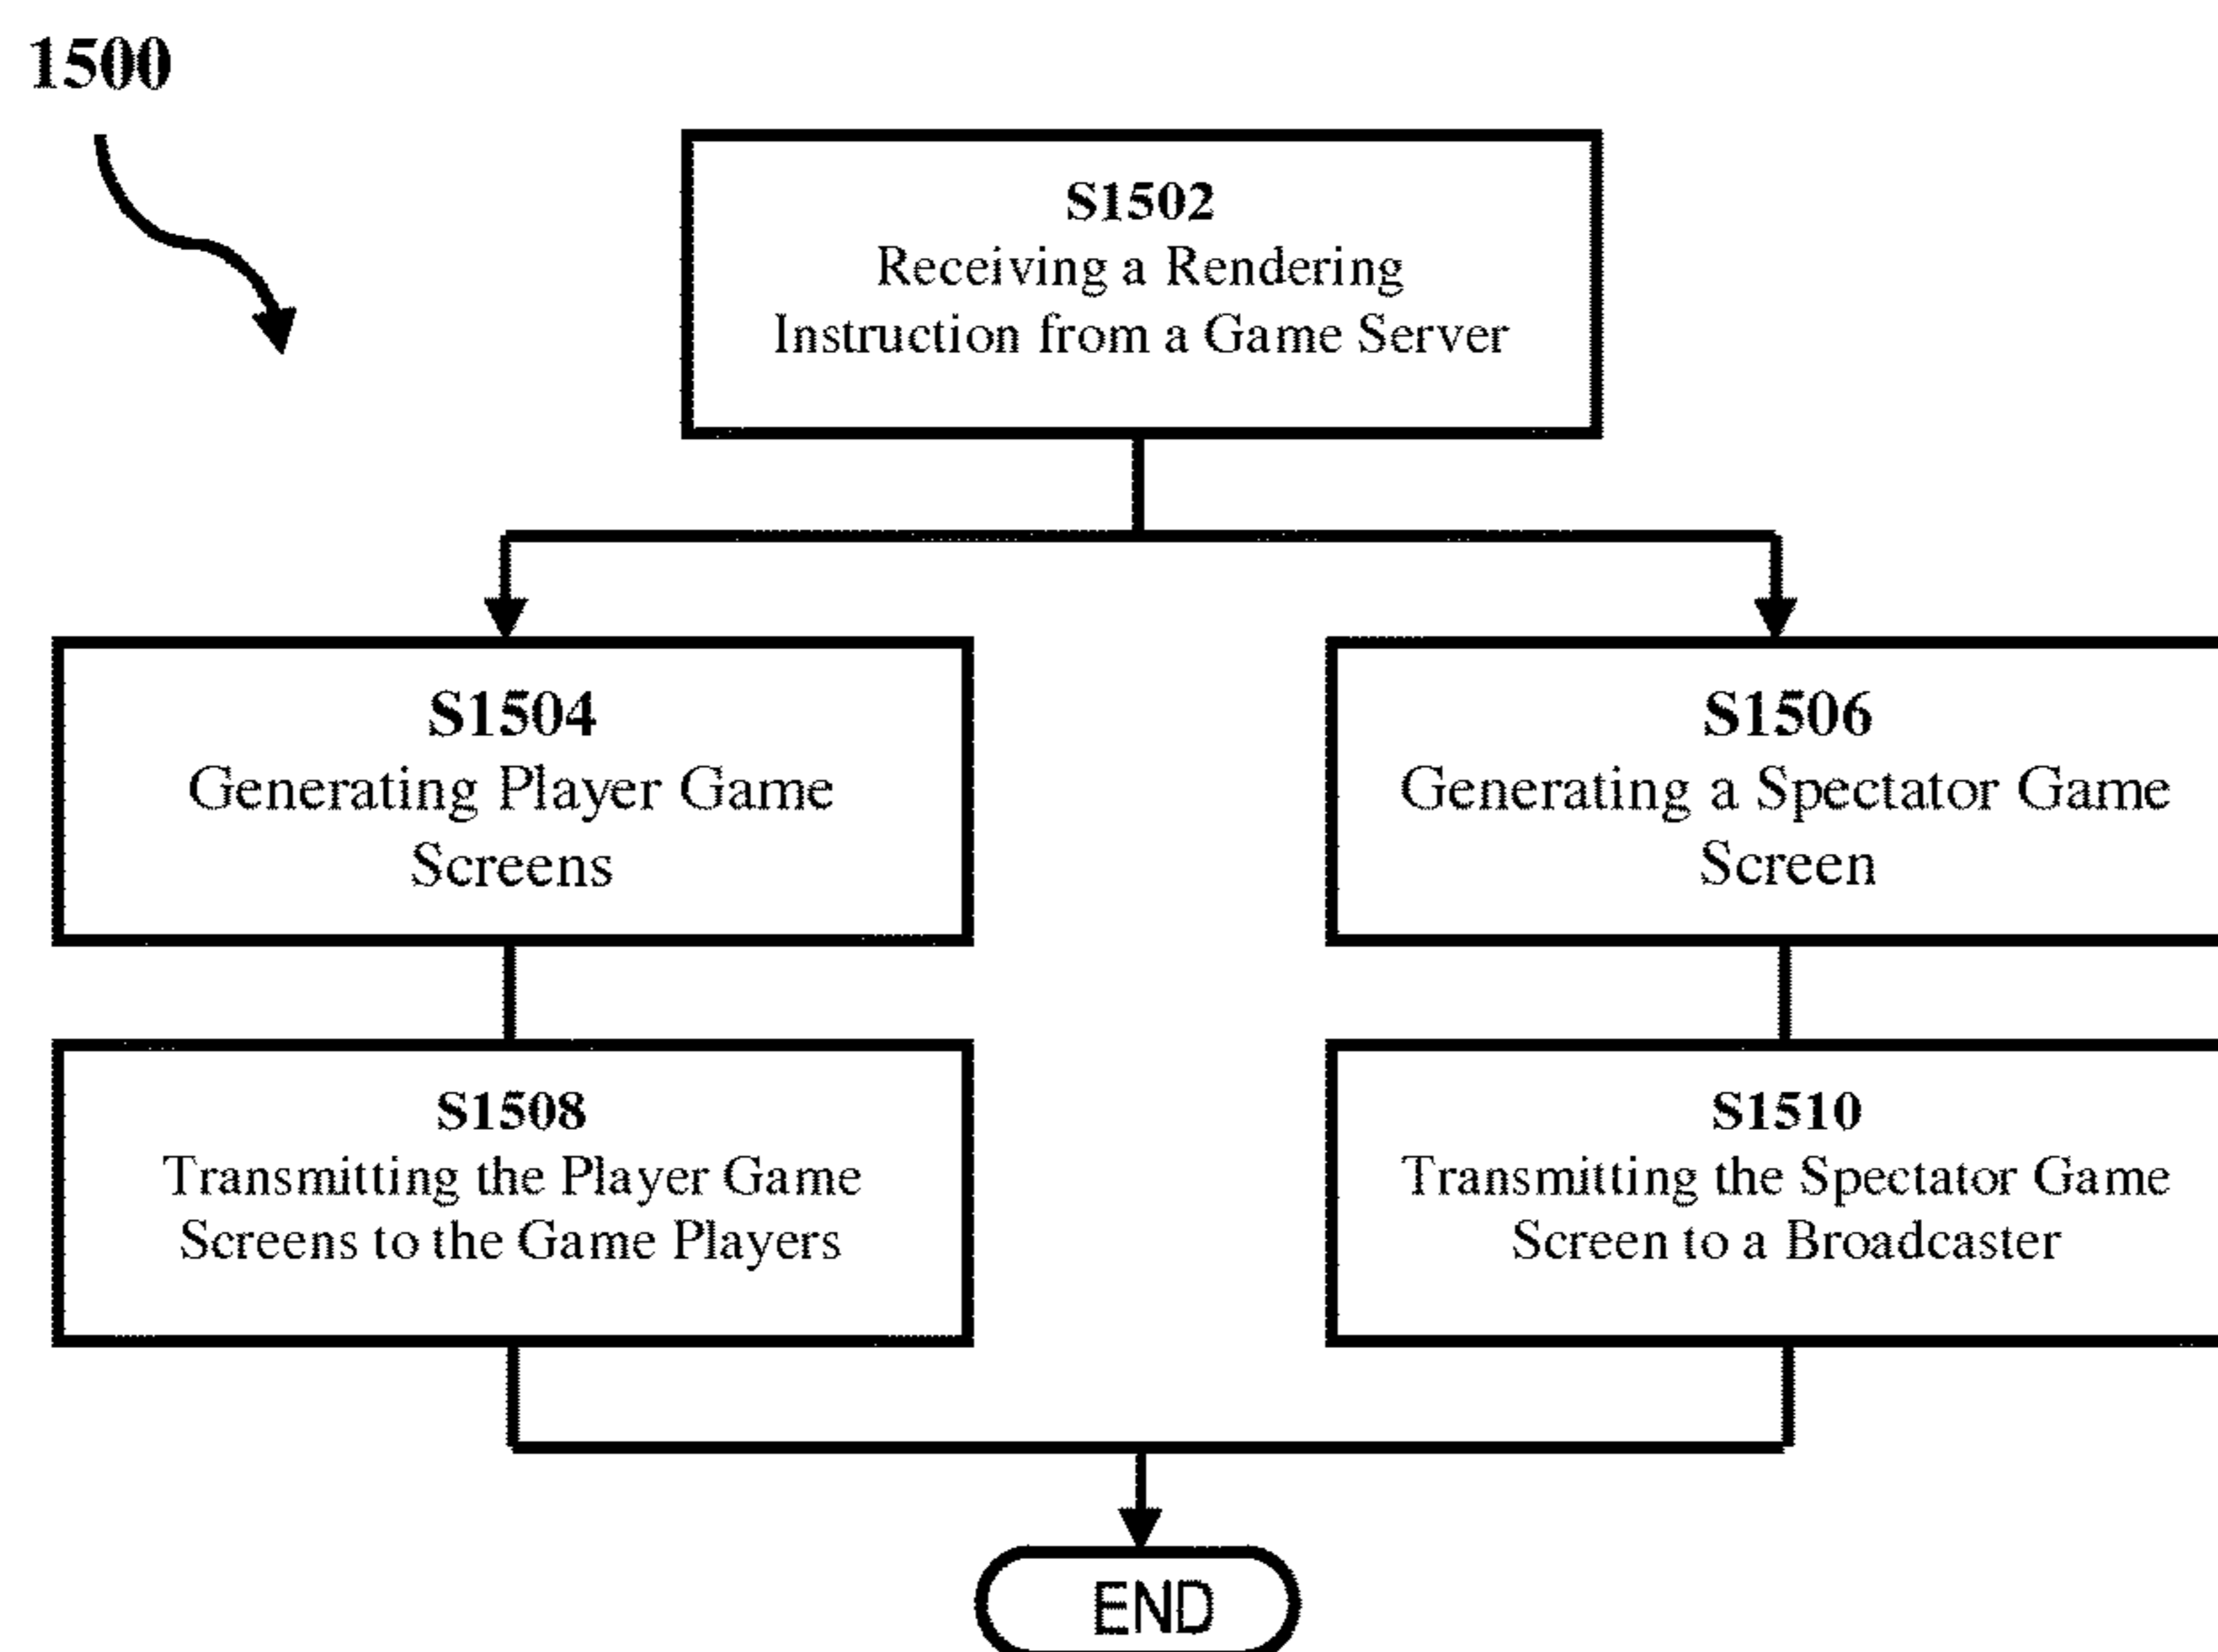 1500
S1502
Receiving a Rendering
Instruction from a Game Server
S1504
Generating Player Game
Screens
S1506
Generating a Spectator Game
Screen
S1508
Transmitting the Player Game
Screens to the Game Players
S1510
Transmitting the Spectator Game
Screen to a Broadcaster
END